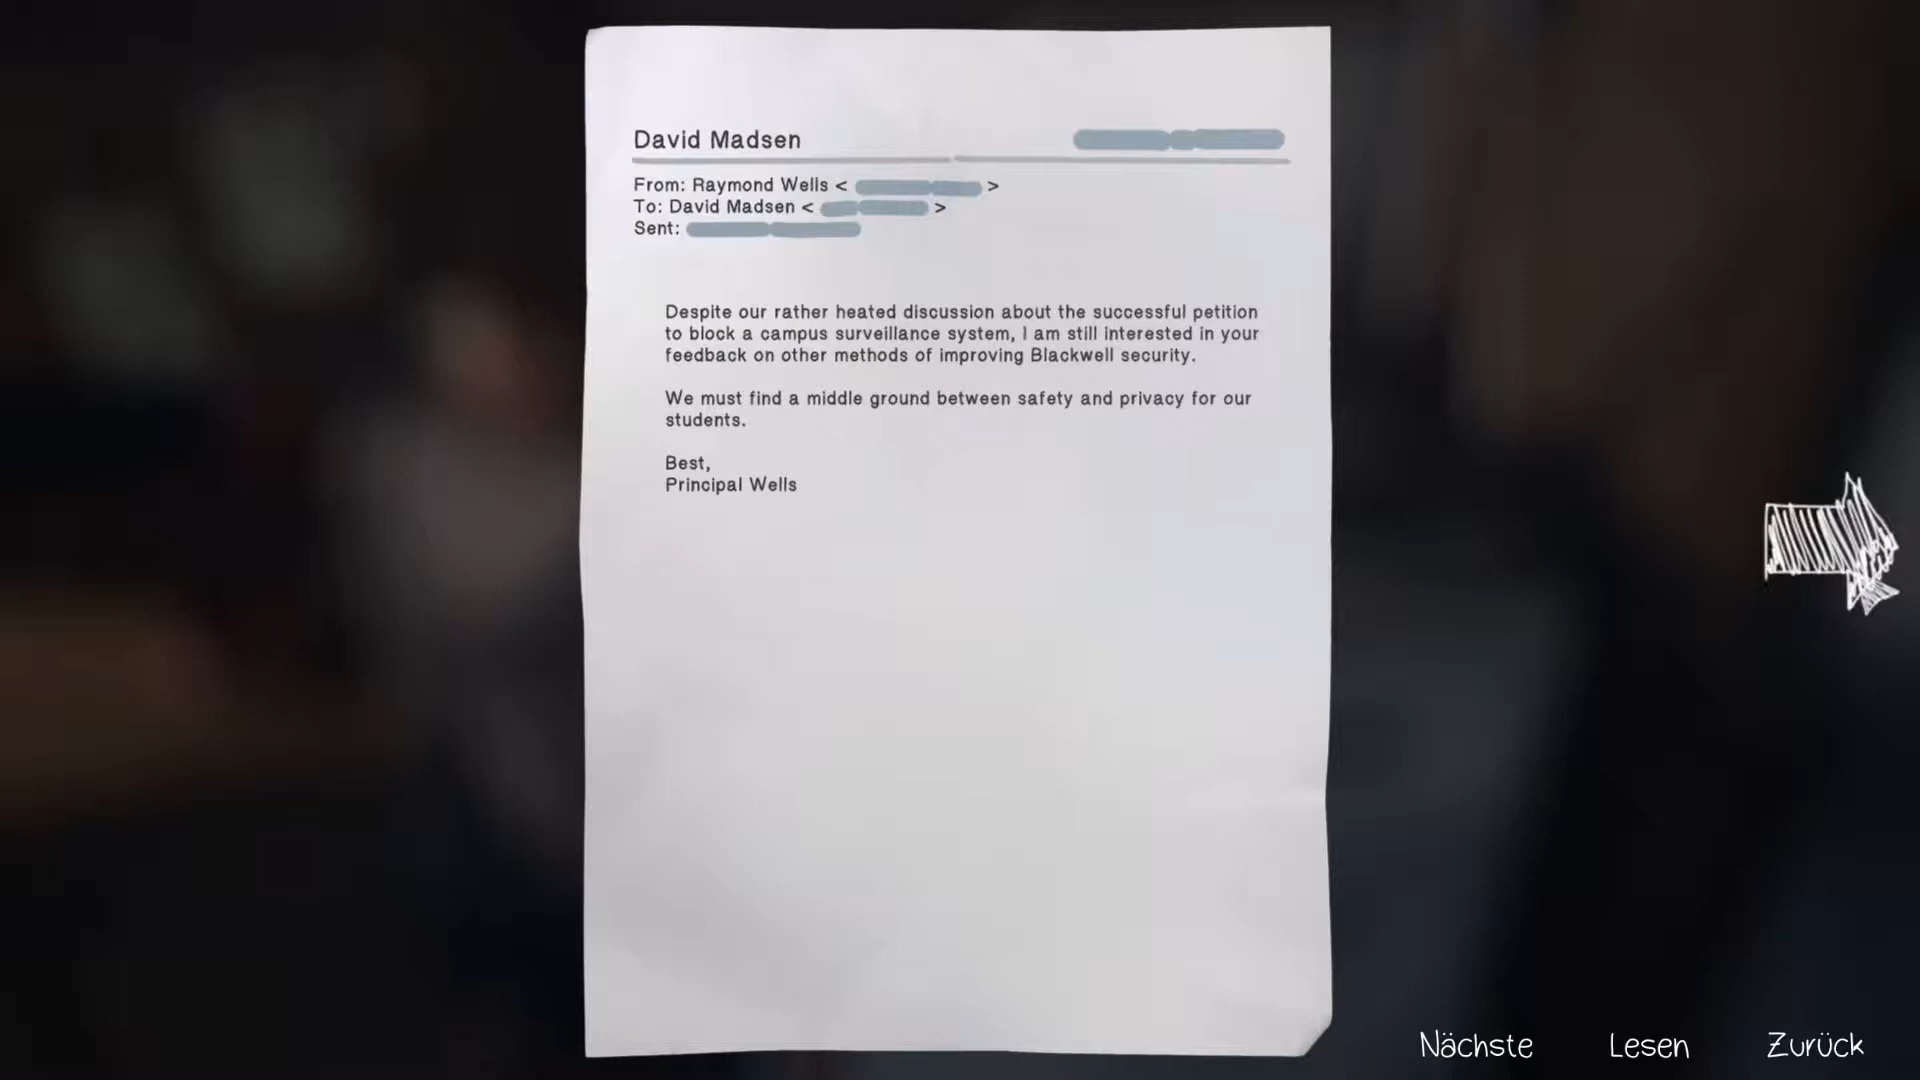 David Madsen
From: Raymond Wells < >
To: David Madsen < >
Sent:
Despite our rather heated discussion about the successful petition
to block a campus surveillance system, I am still interested in your
feedback on other methods of improving Blackwell security.
We must find a middle ground between safety and privacy for our
students.
Best,
Principal Wells
Nächste Lesen Zurück